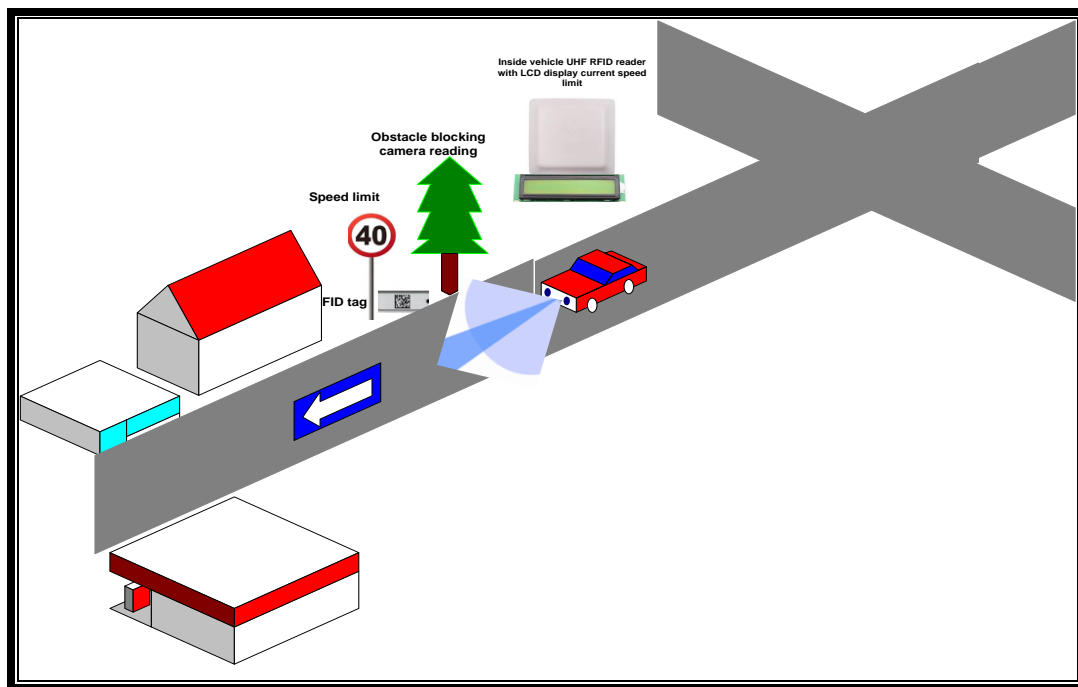 Inside vehicle UHF RFID reader
with LCD display current speed
limit
Obstacle blocking
camera reading
Speed limit
40
FID tag